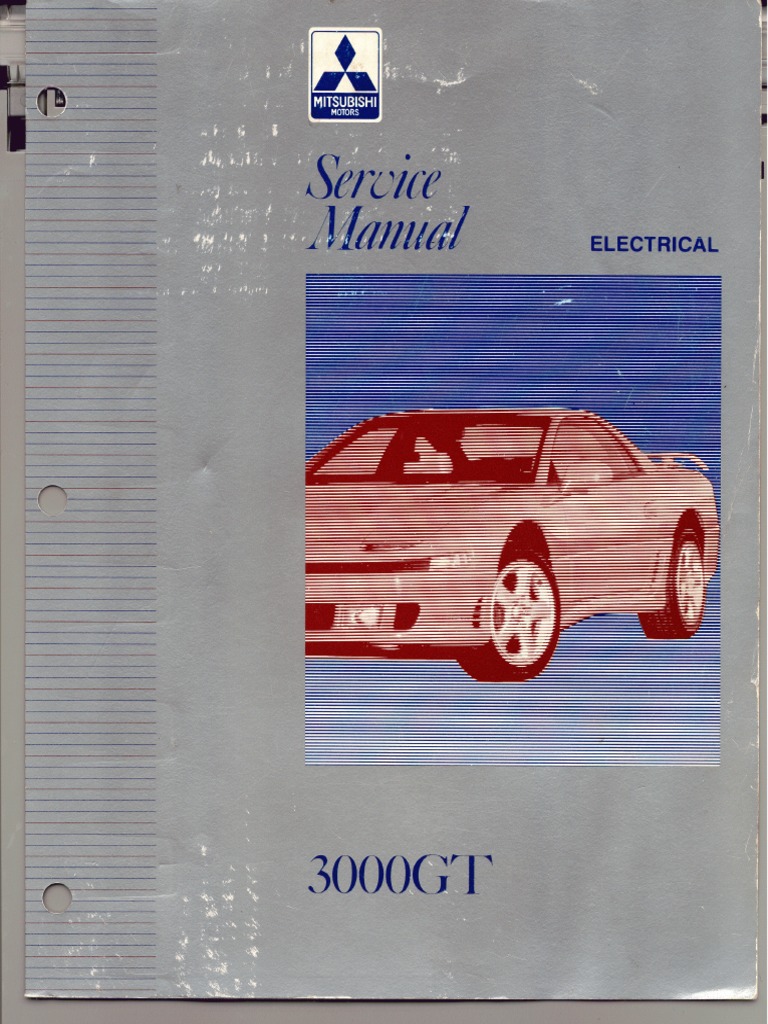 MITSUBISHI
MOTORS
Service
Manual
ELECTRICAL
3000GT